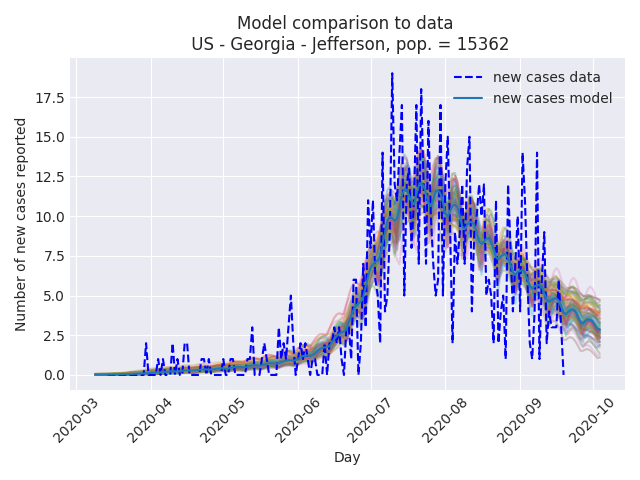 Model comparison to data
US - Georgia - Jefferson, pop. = 15362
new cases data
new cases model
Number of new cases reported
17.5
15.0
12.5
10.0
7.5
5.0
2.5
0.0
2020-03
2020-04
2020-05
2020-06
2020-07
2020-08
2020-09
2020-10
Day